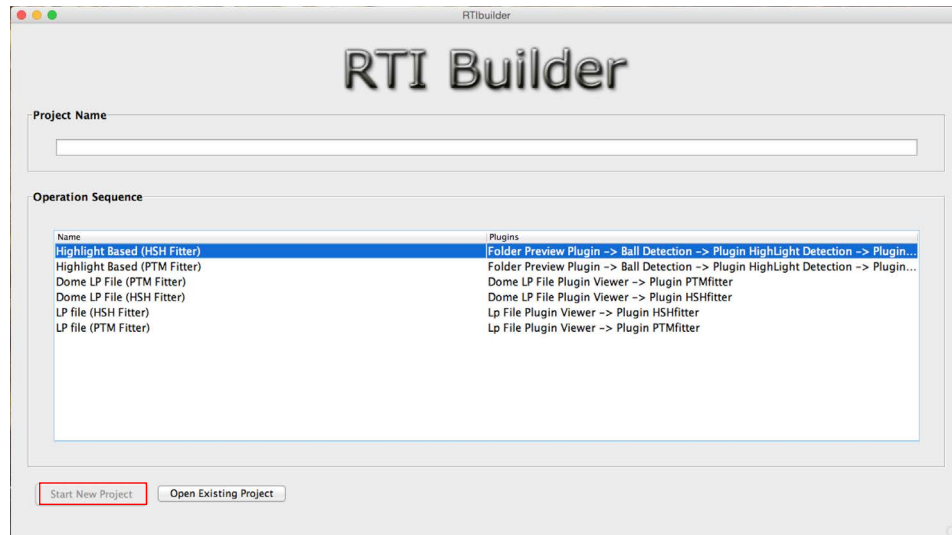 RTIbuilder
RTI Builder
Project Name
Operation Sequence
Name Plugins
Highlight Based (HSH Fitter) Folder Preview Plugin -> Ball Detection -> Plugin HighLight Detection -> Plugin...
Highlight Based (PTM Fitter) Folder Preview Plugin -> Ball Detection -> Plugin HighLight Detection -> Plugin...
Dome LP File (PTM Fitter) Dome LP File Plugin Viewer -> Plugin PTMfitter
Dome LP File (HSH Fitter) Dome LP File Plugin Viewer -> Plugin HSHfitter
LP file (HSH Fitter) Lp File Plugin Viewer -> Plugin HSHfitter
LP file (PTM Fitter) Lp File Plugin Viewer -> Plugin PTMfitter
Start New Project Open Existing Project